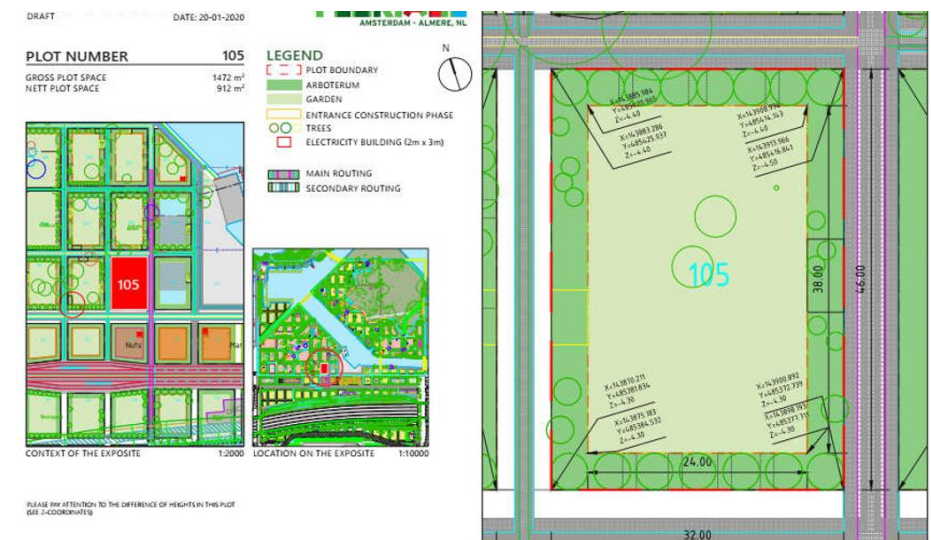 DRAFT
DATE: 20-01-2020
AMSTERDAM - ALMERE, NL
PLOT NUMBER 105
GROSS PLOT SPACE 1472 m²
NETT PLOT SPACE 912 m²
LEGEND
PLOT BOUNDARY
ARBOTERUM
GARDEN
ENTRANCE CONSTRUCTION PHASE
TREES
ELECTRICITY BUILDING (2m x 3m)
MAIN ROUTING
SECONDARY ROUTING
N
105
Nuts
Mar
CONTEXT OF THE EXPOSITE 1:2000
LOCATION ON THE EXPOSITE 1:10000
PLEASE PAY ATTENTION TO THE DIFFERENCE OF HEIGHTS IN THIS PLOT
(SEE Z-COORDINATES)
Z=-4.40
X=143883.286
Y=485425.037
Z=-4.40
Y=485414.143
Z=-4.40
X=143913.966
Y=485416.841
Z=-4.50
105
38.00
46.00
X=143870.211
Y=485381.834
Z=-4.30
X=143875.183
Y=485384.532
Z=-4.30
X=143900.892
Y=485372.739
Z=-4.30
Z=-4.30
24.00
32.00